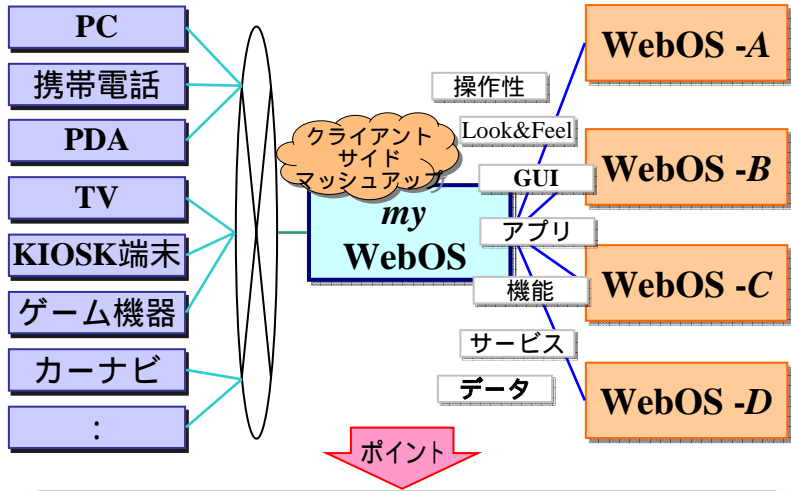 PC
携帯電話
PDA
TV
KIOSK端末
ゲーム機器
カーナビ
:
クライアント
サイド
マッシュアップ
my
WebOS
操作性
Look&Feel
GUI
アプリ
機能
サービス
データ
WebOS -A
WebOS -B
WebOS -C
WebOS -D
ポイント